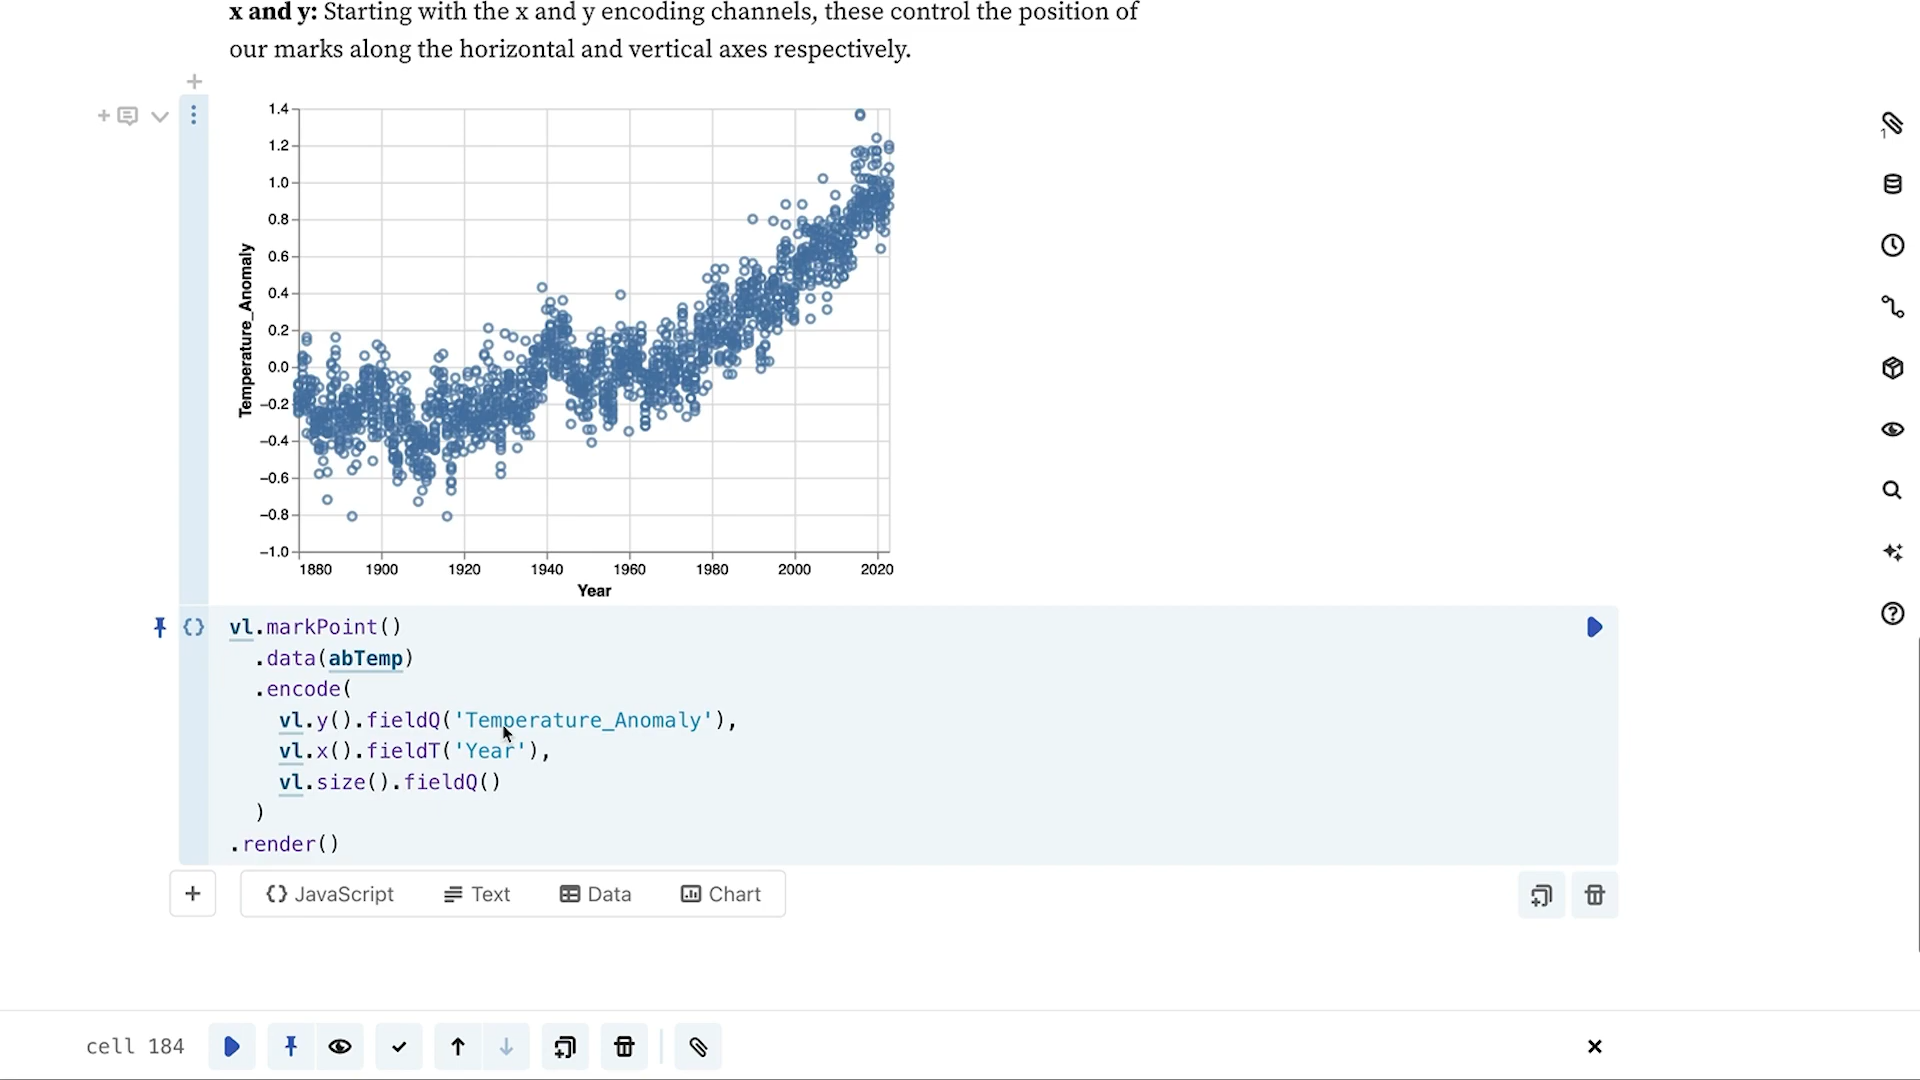 x and y: Starting with the x and y encoding channels, these control the position of
our marks along the horizontal and vertical axes respectively.
1.4
1.2
1.0
0.8
0.6
0.4
0.2
0.0
−0.2
−0.4
−0.6
−0.8
−1.0
Temperature_Anomaly
1880 1900 1920 1940 1960 1980 2000 2020
Year
vl.markPoint()
.data(abTemp)
.encode(
vl.y().fieldQ('Temperature_Anomaly'),
vl.x().fieldT('Year'),
vl.size().fieldQ()
)
.render()
JavaScript Text Data Chart
cell 184
1